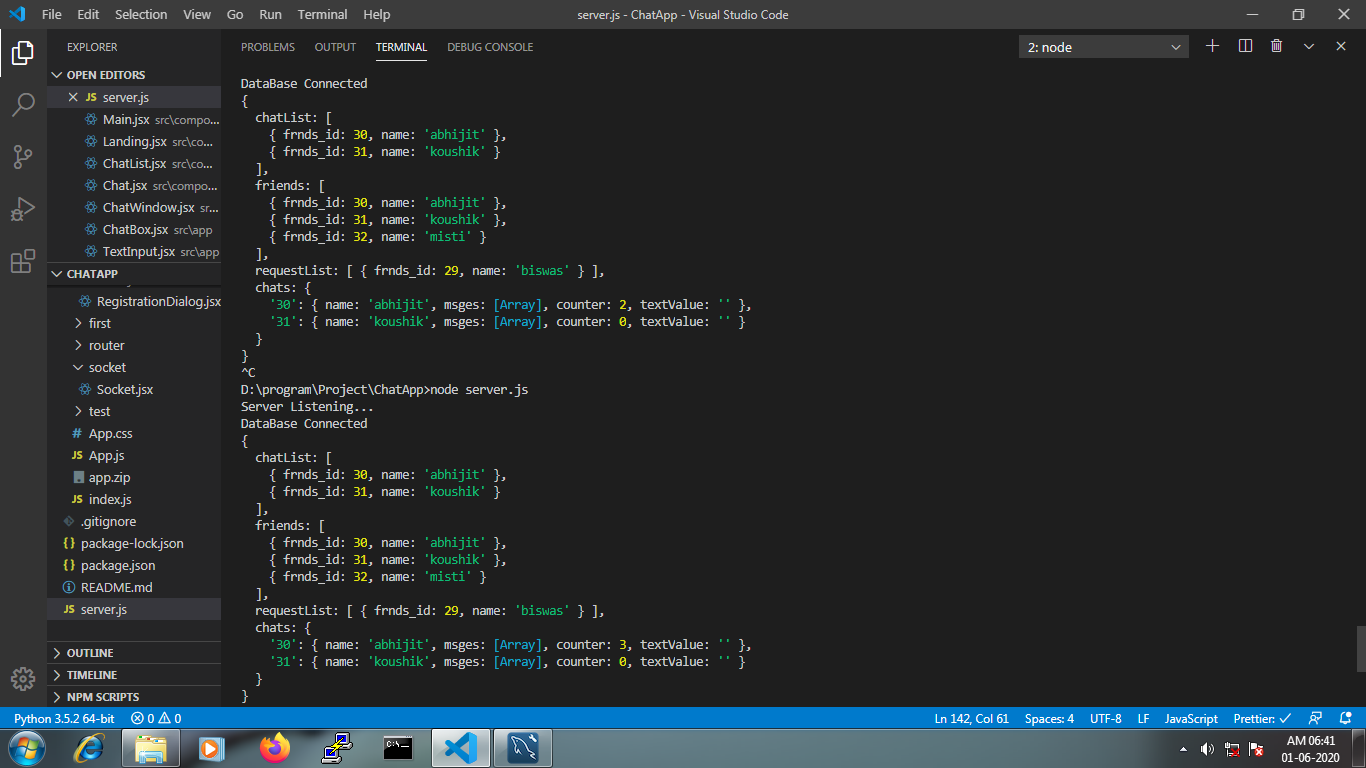 File Edit Selection View Go Run Terminal Help
server.js - ChatApp - Visual Studio Code
EXPLORER
OPEN EDITORS
JS server.js
Main.jsx src\compo...
Landing.jsx src\co...
ChatList.jsx src\co...
Chat.jsx src\compo...
ChatWindow.jsx sr...
ChatBox.jsx src\app
TextInput.jsx src\app
CHATAPP
RegistrationDialog.jsx
first
router
socket
Socket.jsx
test
# App.css
JS App.js
app.zip
JS index.js
.gitignore
{} package-lock.json
{} package.json
README.md
JS server.js
OUTLINE
TIMELINE
NPM SCRIPTS
PROBLEMS OUTPUT TERMINAL DEBUG CONSOLE
2: node
DataBase Connected
{
  chatList: [
    { frnds_id: 30, name: 'abhijit' },
    { frnds_id: 31, name: 'koushik' }
  ],
  friends: [
    { frnds_id: 30, name: 'abhijit' },
    { frnds_id: 31, name: 'koushik' },
    { frnds_id: 32, name: 'misti' }
  ],
  requestList: [ { frnds_id: 29, name: 'biswas' } ],
  chats: {
    '30': { name: 'abhijit', msges: [Array], counter: 2, textValue: '' },
    '31': { name: 'koushik', msges: [Array], counter: 0, textValue: '' }
  }
}
^C
D:\program\Project\ChatApp>node server.js
Server Listening...
DataBase Connected
{
  chatList: [
    { frnds_id: 30, name: 'abhijit' },
    { frnds_id: 31, name: 'koushik' }
  ],
  friends: [
    { frnds_id: 30, name: 'abhijit' },
    { frnds_id: 31, name: 'koushik' },
    { frnds_id: 32, name: 'misti' }
  ],
  requestList: [ { frnds_id: 29, name: 'biswas' } ],
  chats: {
    '30': { name: 'abhijit', msges: [Array], counter: 3, textValue: '' },
    '31': { name: 'koushik', msges: [Array], counter: 0, textValue: '' }
  }
}
Python 3.5.2 64-bit 0 0 Ln 142, Col 61 Spaces: 4 UTF-8 LF JavaScript Prettier: ✓
C:\-
AM 06:41
01-06-2020